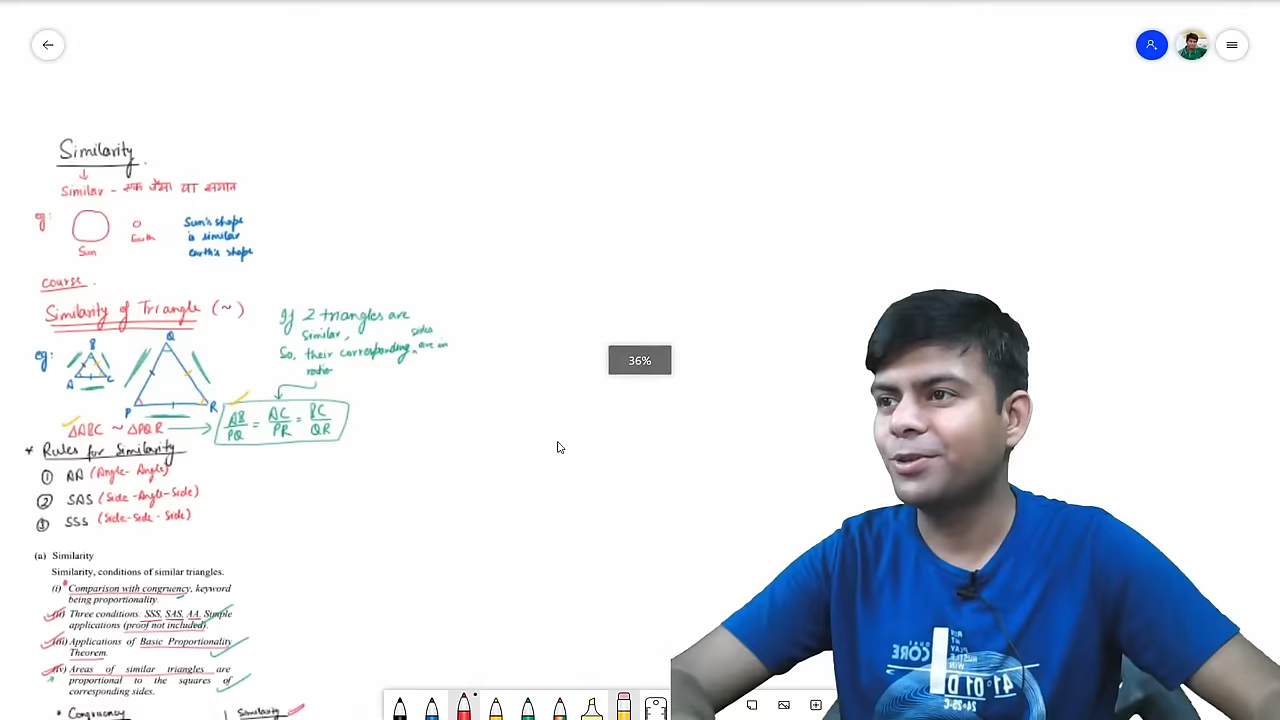 Similarity
Similar - एक जैसा या समान
eg:
Sun
Earth
Sun's shape
is similar
earth's shape
course
Similarity of Triangle (~)
If 2 triangles are
Similar,
sides
So, their corresponding are in
ratio
eg:
B
A
C
Q
P
R
ΔABC ~ ΔPQR
AB/PQ = AC/PR = BC/QR
* Rules for Similarity
① AA (Angle-Angle)
② SAS (Side-Angle-Side)
③ SSS (Side-Side-Side)
36%
(a) Similarity
Similarity, conditions of similar triangles.
(i) * Comparison with congruency, keyword
being proportionality.
(ii) Three conditions: SSS, SAS, AA. Simple
applications (proof not included).
(iii) Applications of Basic Proportionality
Theorem.
(iv) Areas of similar triangles are
proportional to the squares of
corresponding sides.
* Congruency
Similarity
CORE
41°01'D
24-25-C